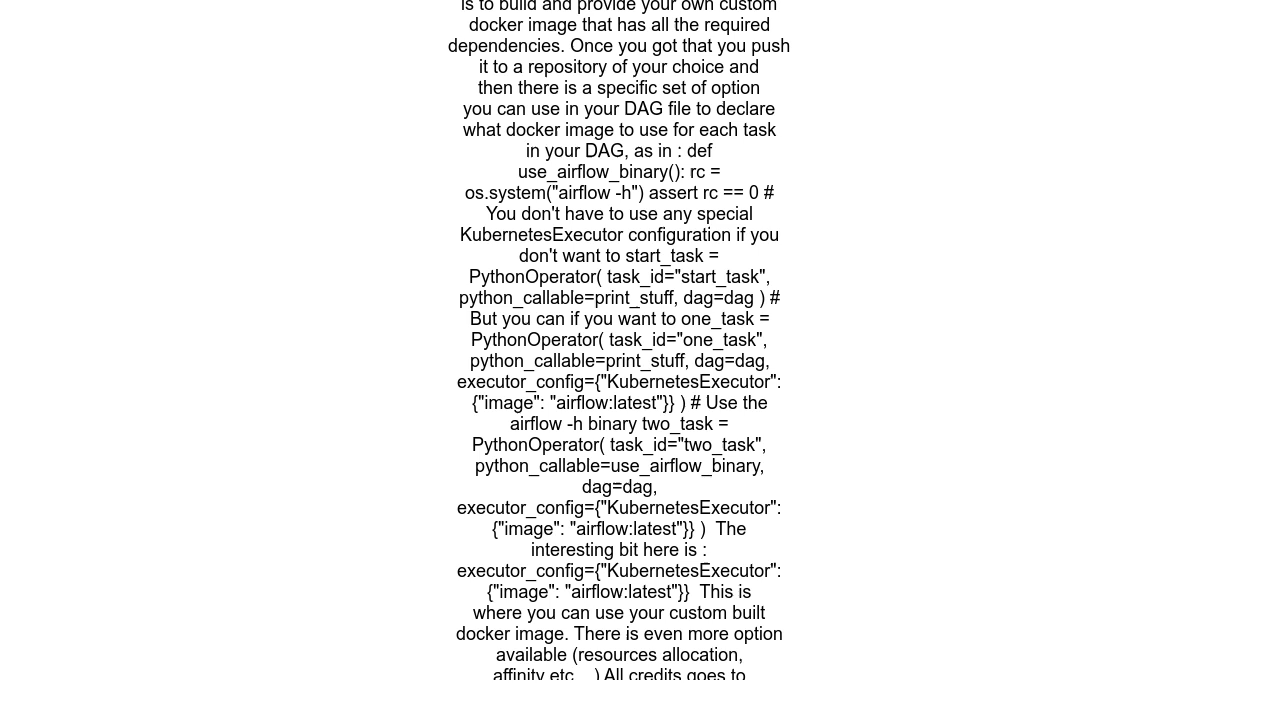 is to build and provide your own custom
docker image that has all the required
dependencies. Once you got that you push
it to a repository of your choice and
then there is a specific set of option
you can use in your DAG file to declare
what docker image to use for each task
in your DAG, as in : def
use_airflow_binary(): rc =
os.system("airflow -h") assert rc == 0 #
You don't have to use any special
KubernetesExecutor configuration if you
don't want to start_task =
PythonOperator( task_id="start_task",
python_callable=print_stuff, dag=dag ) #
But you can if you want to one_task =
PythonOperator( task_id="one_task",
python_callable=print_stuff, dag=dag,
executor_config={"KubernetesExecutor":
{"image": "airflow:latest"}} ) # Use the
airflow -h binary two_task =
PythonOperator( task_id="two_task",
python_callable=use_airflow_binary,
dag=dag,
executor_config={"KubernetesExecutor":
{"image": "airflow:latest"}} )  The
interesting bit here is :
executor_config={"KubernetesExecutor":
{"image": "airflow:latest"}}  This is
where you can use your custom built
docker image. There is even more option
available (resources allocation,
affinity etc....) All credits goes to